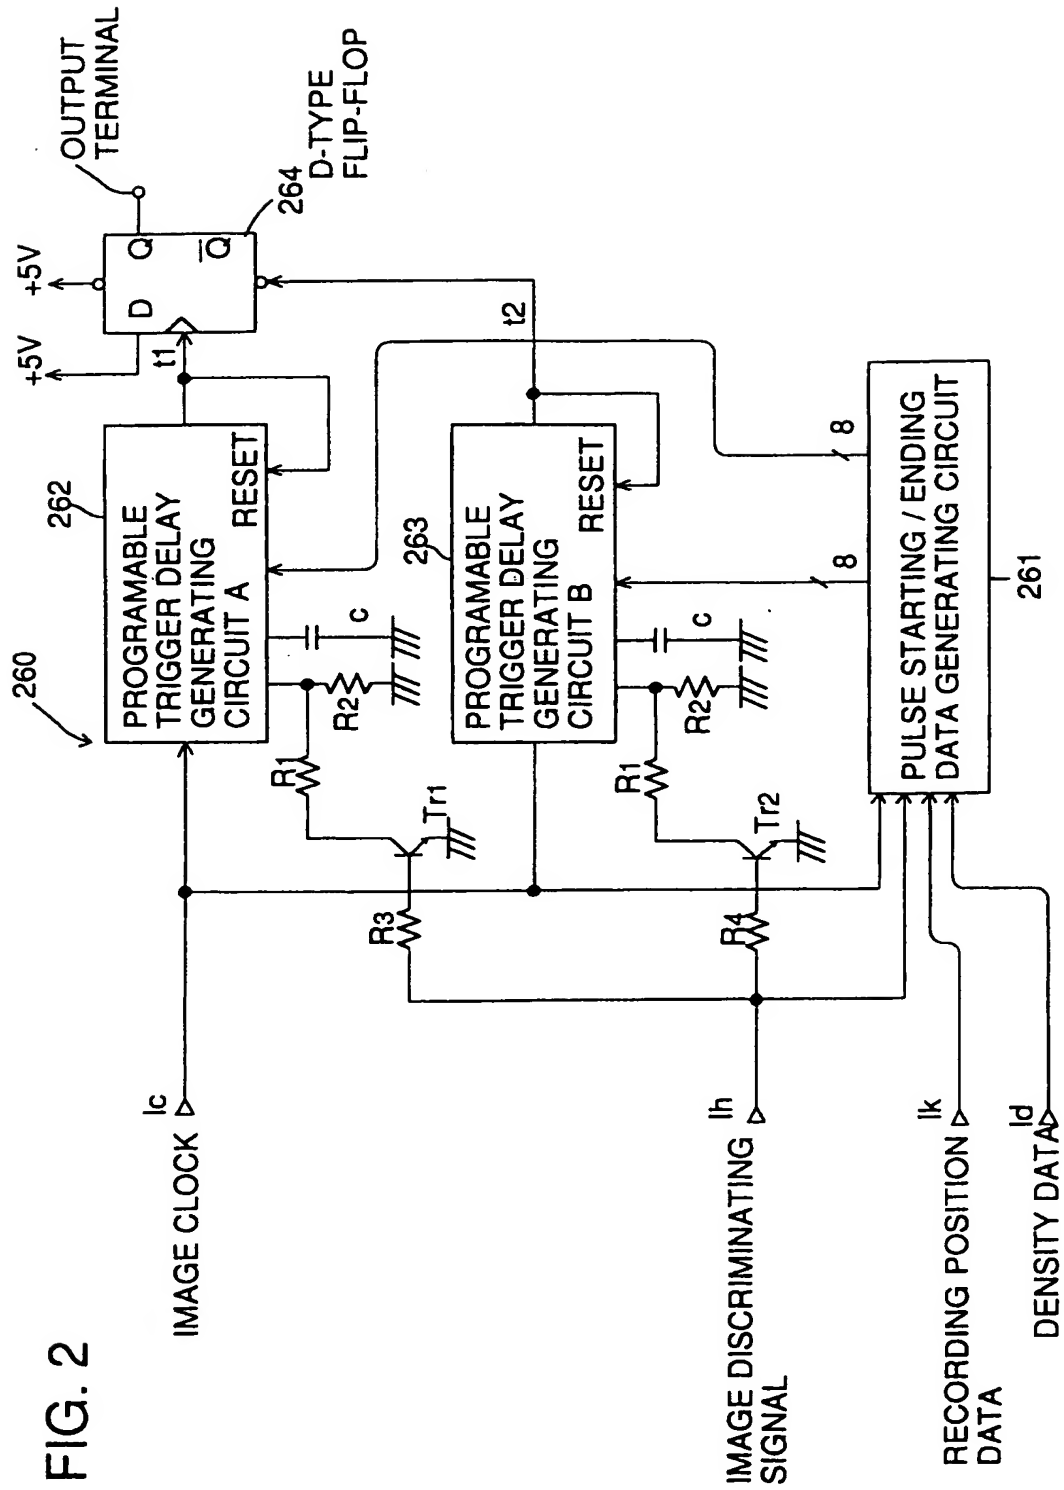 FIG. 2
260
IMAGE CLOCK
Ic
262
PROGRAMABLE
TRIGGER DELAY
GENERATING
CIRCUIT A
RESET
t1
+5V
+5V
D
Q
Q
OUTPUT
TERMINAL
264
D-TYPE
FLIP-FLOP
R1
R2
c
Tr1
R3
263
PROGRAMABLE
TRIGGER DELAY
GENERATING
CIRCUIT B
RESET
t2
R1
R2
c
Tr2
R4
IMAGE DISCRIMINATING
SIGNAL
Ih
8
8
PULSE STARTING / ENDING
DATA GENERATING CIRCUIT
261
RECORDING POSITION
DATA
Ik
DENSITY DATA
Id